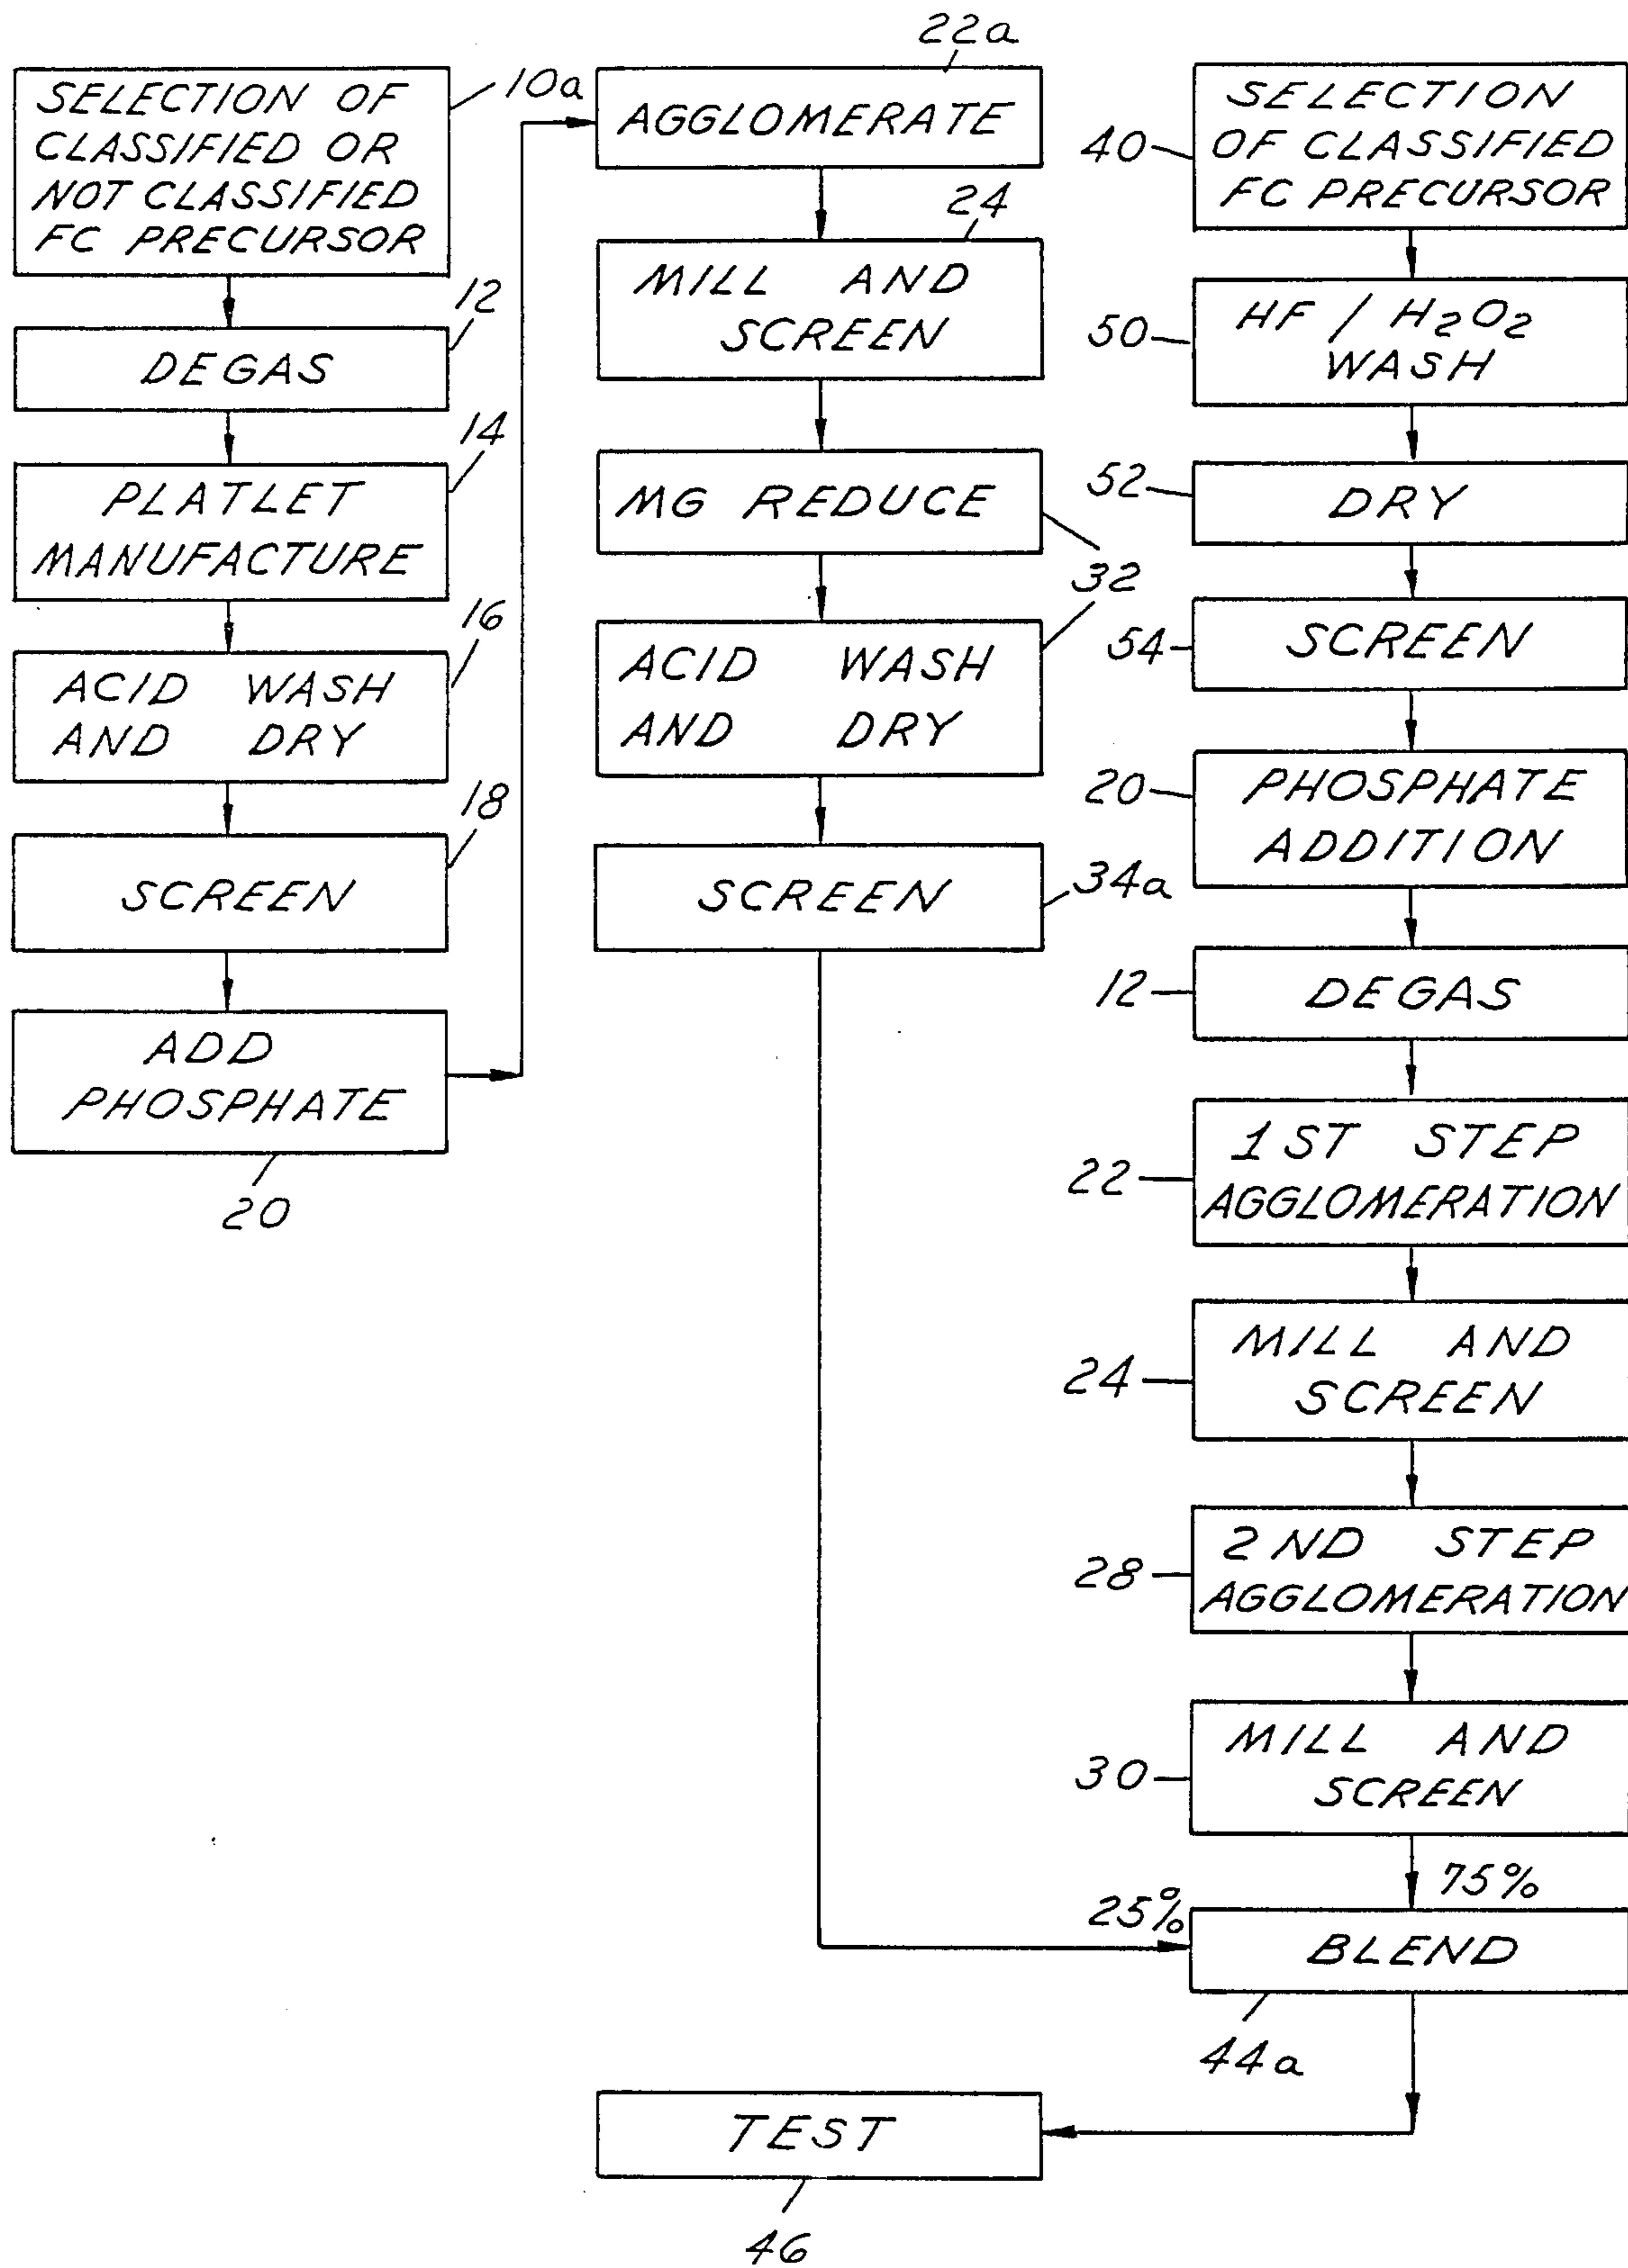 SELECTION OF
CLASSIFIED OR
NOT CLASSIFIED
FC PRECURSOR
10a
DEGAS
12
PLATLET
MANUFACTURE
14
ACID WASH
AND DRY
16
SCREEN
18
ADD
PHOSPHATE
20
22a
AGGLOMERATE
24
MILL AND
SCREEN
MG REDUCE
32
ACID WASH
AND DRY
SCREEN
34a
SELECTION
OF CLASSIFIED
FC PRECURSOR
40
HF / H2O2
WASH
50
DRY
52
SCREEN
54
PHOSPHATE
ADDITION
20
DEGAS
12
1ST STEP
AGGLOMERATION
22
MILL AND
SCREEN
24
2ND STEP
AGGLOMERATION
28
MILL AND
SCREEN
30
75%
25%
BLEND
44a
TEST
46